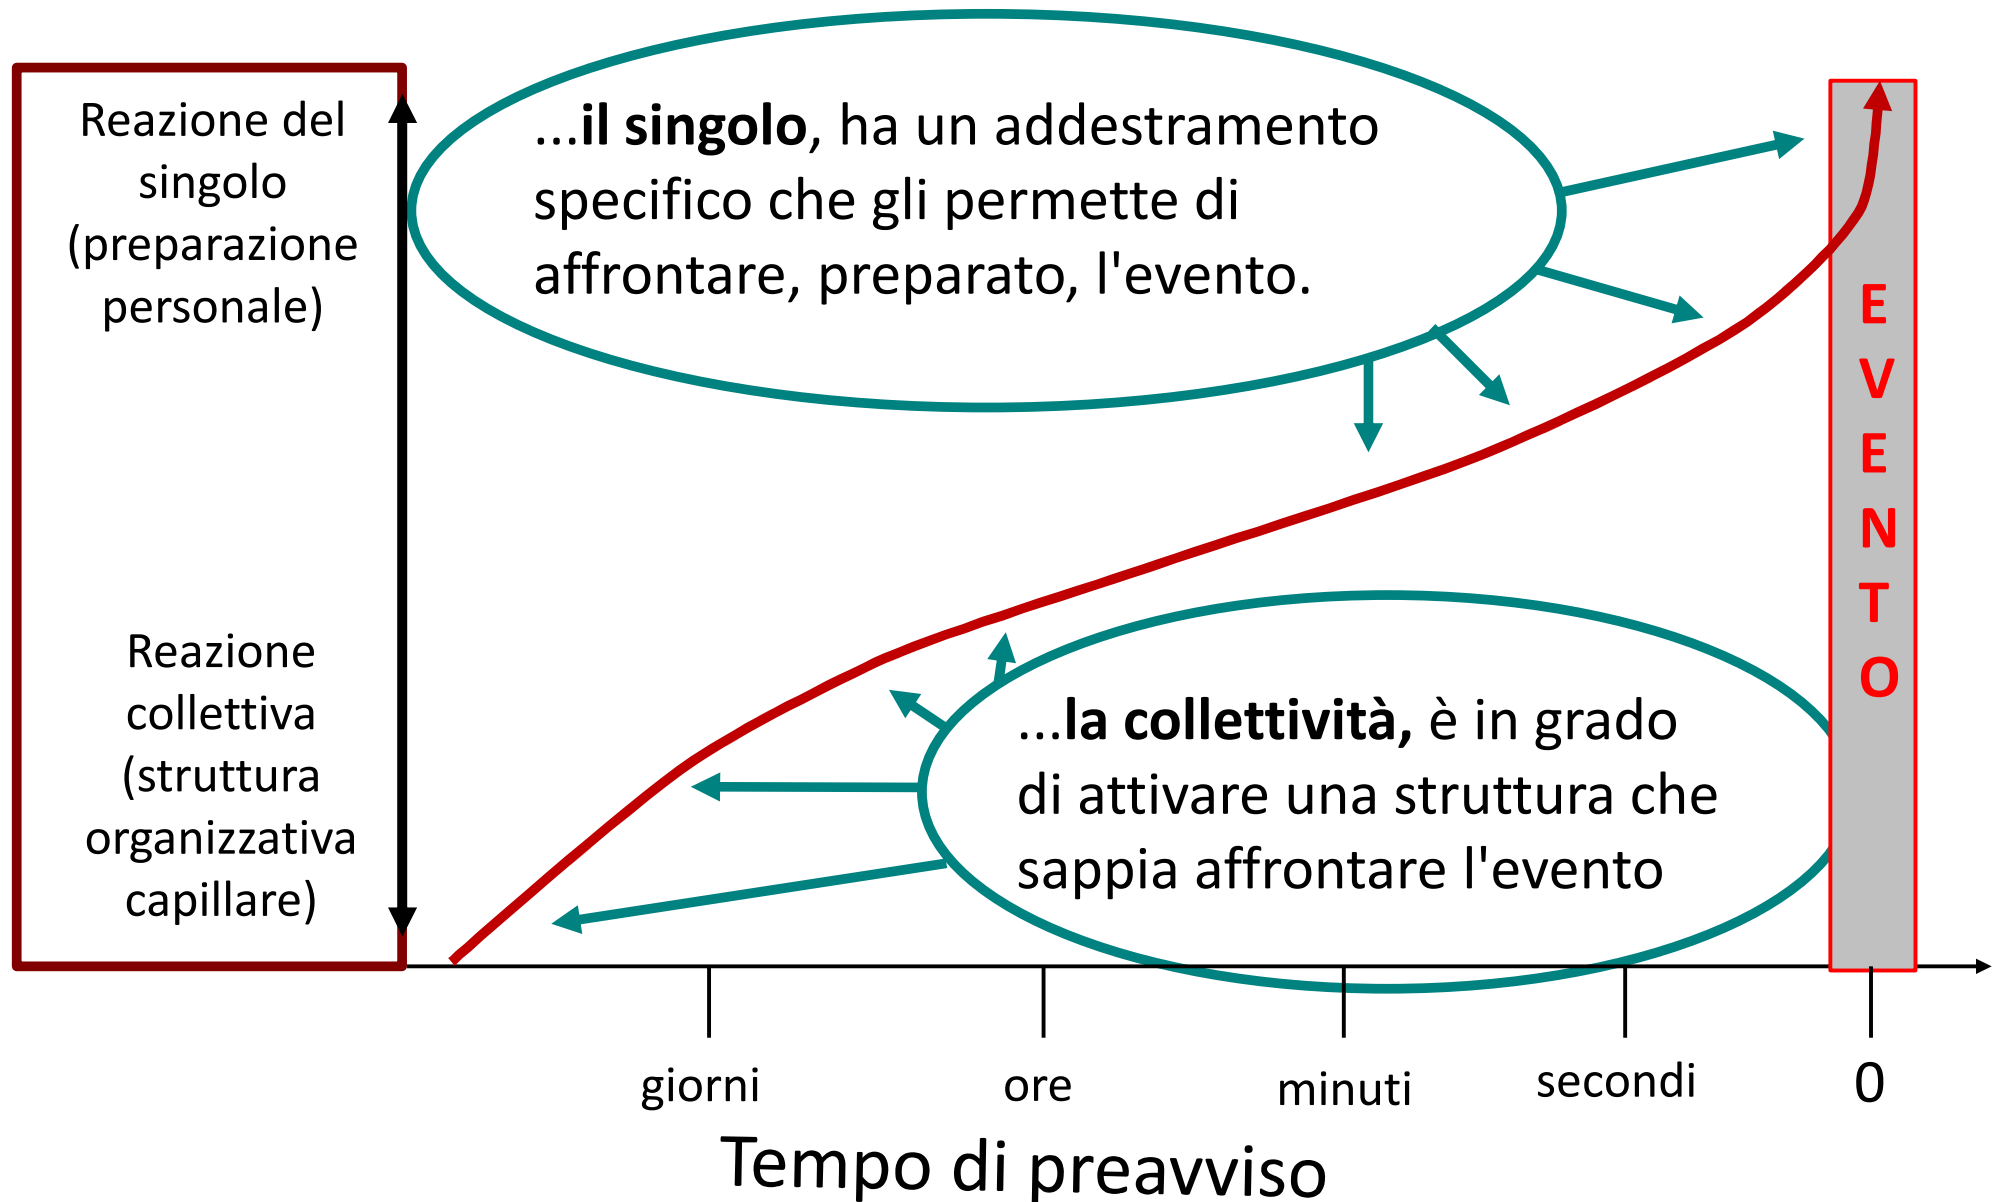 Reazione del
singolo
(preparazione
personale)
...il singolo, ha un addestramento
specifico che gli permette di
affrontare, preparato, l'evento.
E
V
E
N
T
O
Reazione
collettiva
(struttura
organizzativa
capillare)
...la collettività, è in grado
di attivare una struttura che
sappia affrontare l'evento
giorni
ore
minuti
secondi
0
Tempo di preavviso